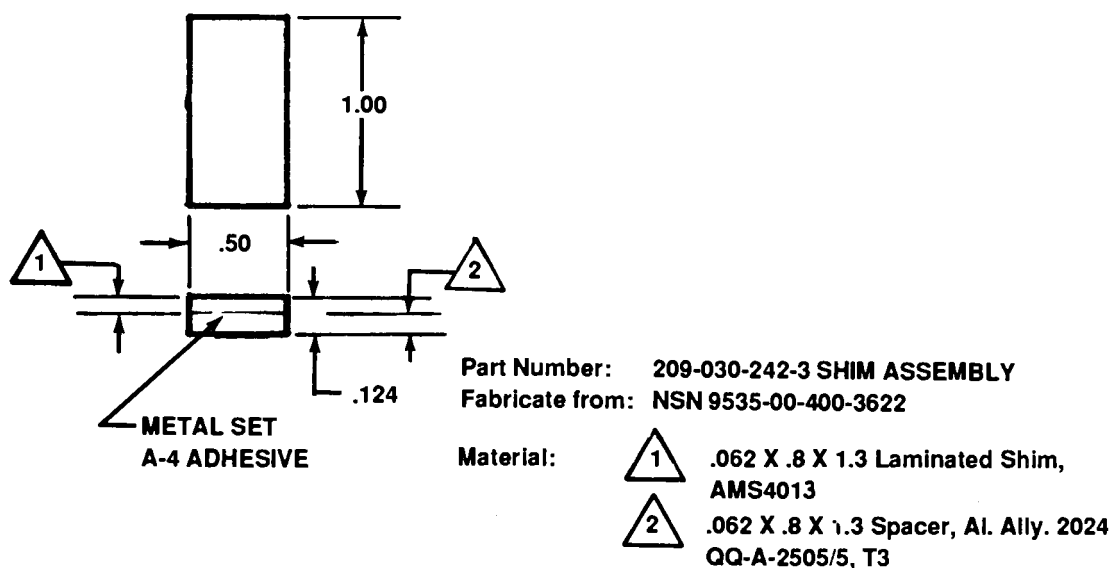 1.00
.50
1
2
.124
METAL SET
A-4 ADHESIVE
Part Number: 209-030-242-3 SHIM ASSEMBLY
Fabricate from: NSN 9535-00-400-3622
Material:
1 .062 X .8 X 1.3 Laminated Shim,
AMS4013
2 .062 X .8 X 1.3 Spacer, Al. Ally. 2024
QQ-A-2505/5, T3